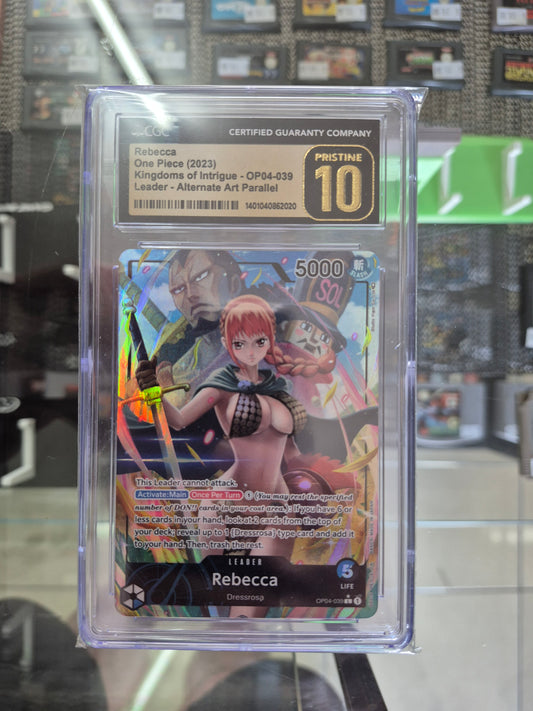 CGC
CERTIFIED GUARANTY COMPANY
Rebecca
One Piece (2023)
Kingdoms of Intrigue - OP04-039
Leader - Alternate Art Parallel
PRISTINE
10
1401040862020
5000
斬
SLASH
SOL
This Leader cannot attack.
Activate:Main Once Per Turn ① (You may rest the specified
number of DON!! cards in your cost area.): If you have 6 or
less cards in your hand, look at 2 cards from the top of
your deck; reveal up to 1 {Dressrosa} type card and add it
to your hand. Then, trash the rest.
LEADER
Rebecca
Dressrosa
5
LIFE
OP04-039 L